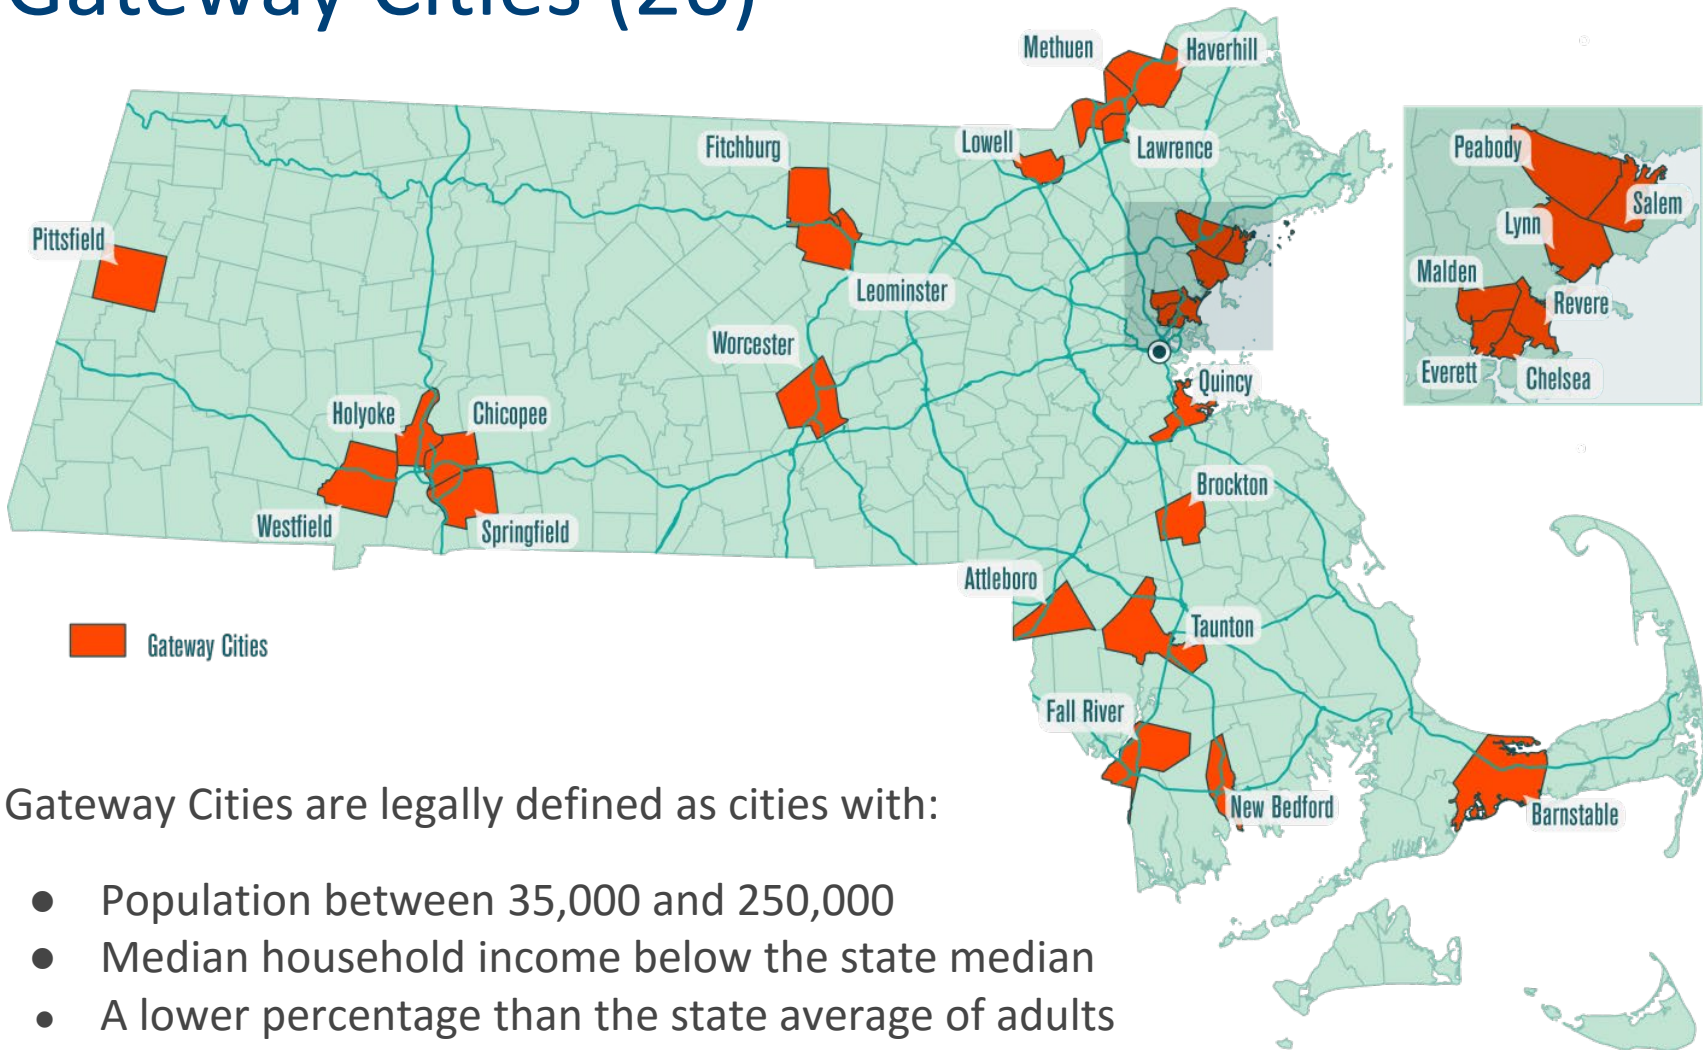 Gateway Cities (26)
Methuen
Haverhill
Fitchburg
Lowell
Lawrence
Peabody
Salem
Lynn
Pittsfield
Malden
Leominster
Revere
Worcester
Everett
Chelsea
Quincy
Holyoke
Chicopee
Brockton
Westfield
Springfield
Attleboro
Taunton
Gateway Cities
Fall River
New Bedford
Barnstable
Gateway Cities are legally defined as cities with:
● Population between 35,000 and 250,000
● Median household income below the state median
● A lower percentage than the state average of adults